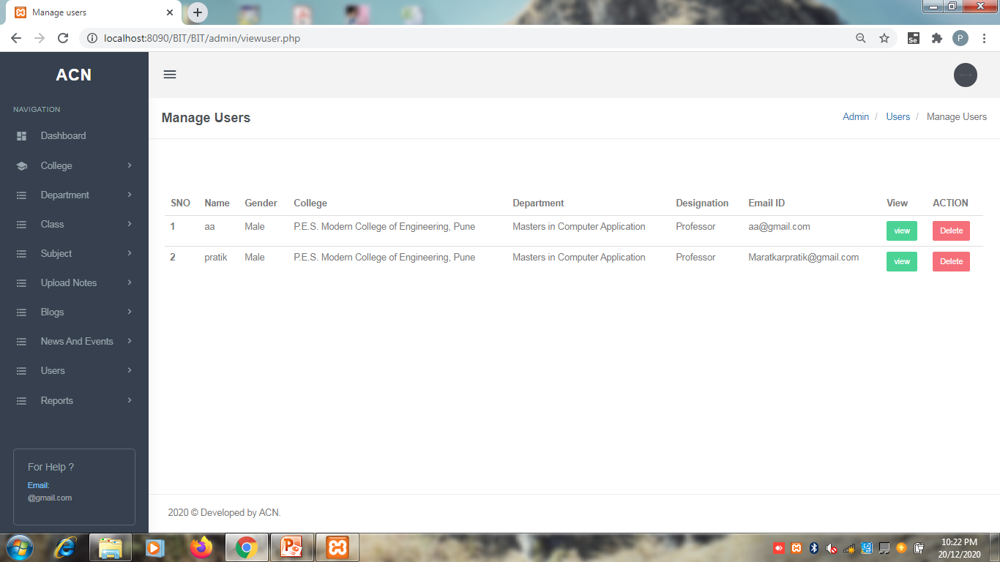 Manage users
localhost:8090/BIT/BIT/admin/viewuser.php
Se
P
ACN
NAVIGATION
Dashboard
College
Department
Class
Subject
Upload Notes
Blogs
News And Events
Users
Reports
For Help ?
Email:
@gmail.com
Manage Users
Admin / Users / Manage Users
SNO Name Gender College Department Designation Email ID View ACTION
1 aa Male P.E.S. Modern College of Engineering, Pune Masters in Computer Application Professor aa@gmail.com view Delete
2 pratik Male P.E.S. Modern College of Engineering, Pune Masters in Computer Application Professor Maratkarpratik@gmail.com view Delete
2020 © Developed by ACN.
10:22 PM
20/12/2020